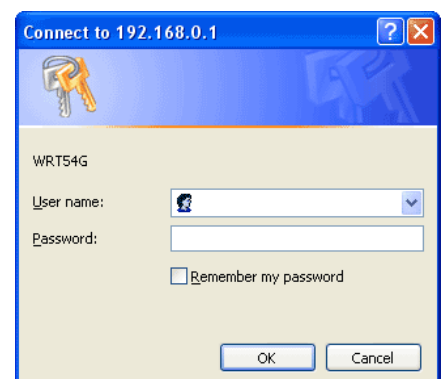 Connect to 192.168.0.1
WRT54G
User name:
Password:
Remember my password
OK Cancel